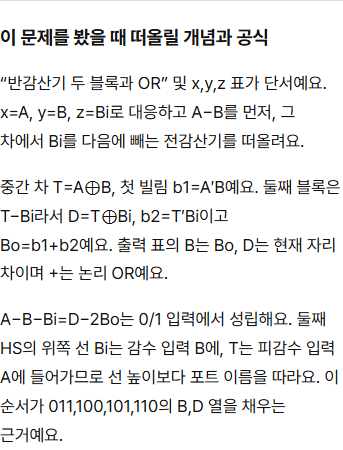 이 문제를 봤을 때 떠올릴 개념과 공식
“반감산기 두 블록과 OR” 및 x,y,z 표가 단서예요.
x=A, y=B, z=Bi로 대응하고 A−B를 먼저, 그
차에서 Bi를 다음에 빼는 전감산기를 떠올려요.
중간 차 T=A⊕B, 첫 빌림 b1=A′B예요. 둘째 블록은
T−Bi라서 D=T⊕Bi, b2=T′Bi이고
Bo=b1+b2예요. 출력 표의 B는 Bo, D는 현재 자리
차이며 +는 논리 OR예요.
A−B−Bi=D−2Bo는 0/1 입력에서 성립해요. 둘째
HS의 위쪽 선 Bi는 감수 입력 B에, T는 피감수 입력
A에 들어가므로 선 높이보다 포트 이름을 따라요. 이
순서가 011,100,101,110의 B,D 열을 채우는
근거예요.